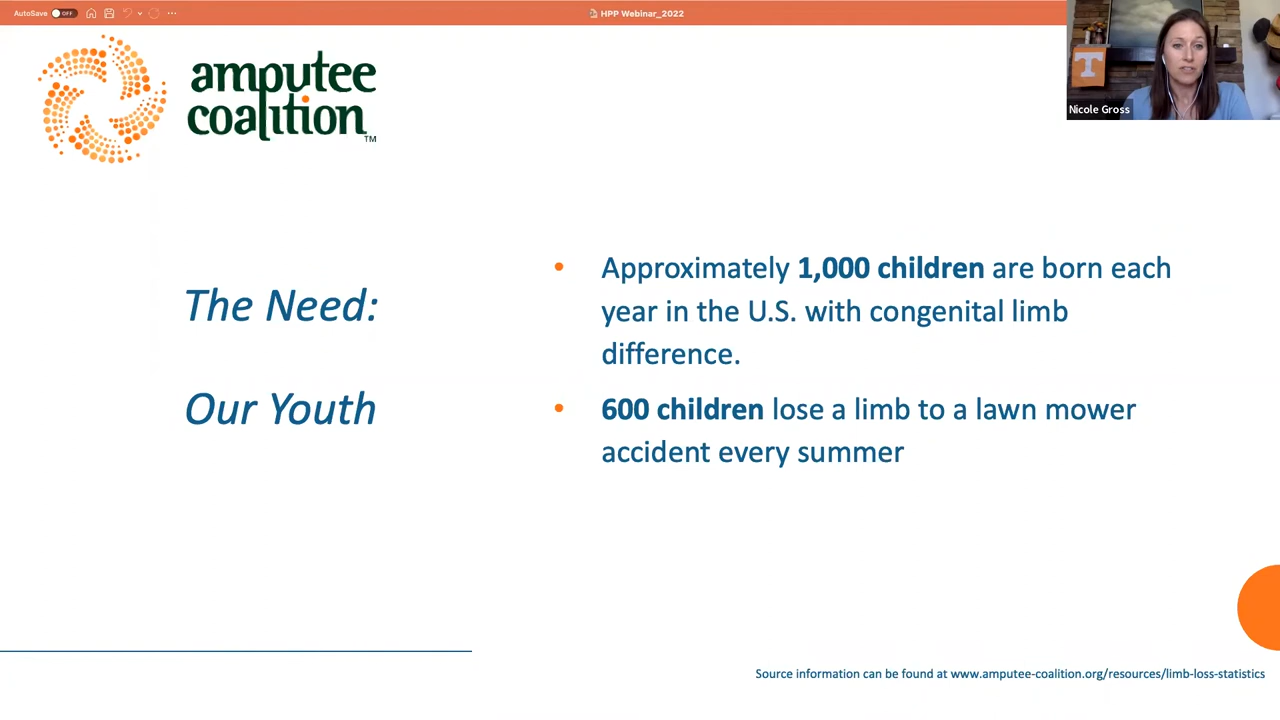 AutoSave OFF
HPP Webinar_2022
amputee
coalition
TM
T
Nicole Gross
The Need:
Our Youth
• Approximately 1,000 children are born each
year in the U.S. with congenital limb
difference.
• 600 children lose a limb to a lawn mower
accident every summer
Source information can be found at www.amputee-coalition.org/resources/limb-loss-statistics